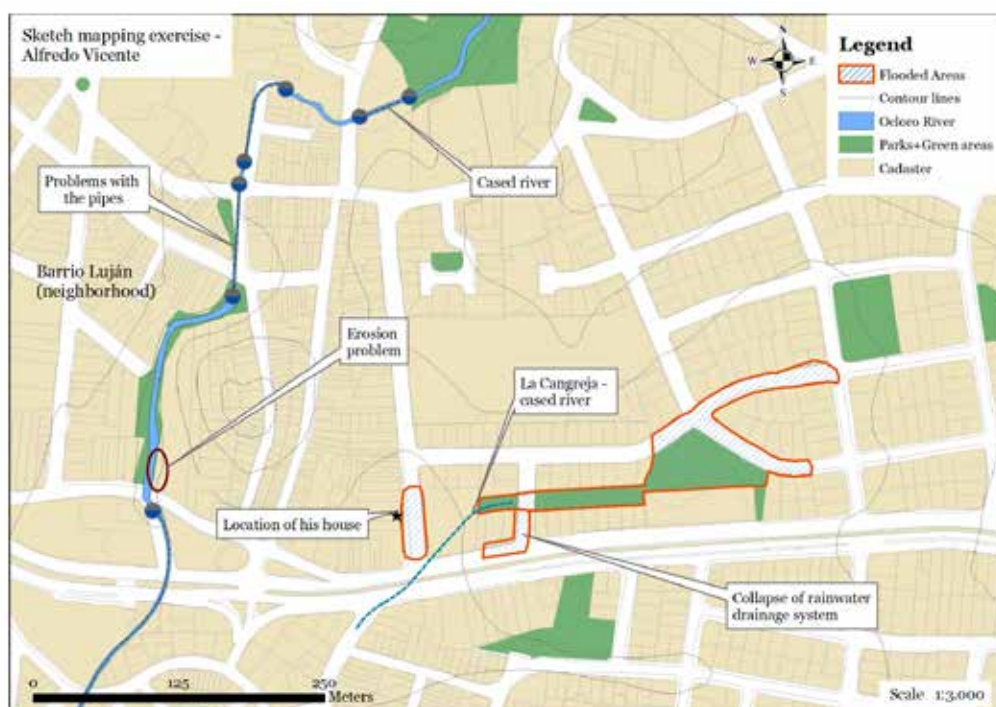 Sketch mapping exercise -
Alfredo Vicente
N
W E
S
Legend
Flooded Areas
Contour lines
Ocloro River
Parks+Green areas
Cadaster
Cased river
Problems with
the pipes
Barrio Luján
(neighborhood)
Erosion
problem
La Cangreja -
cased river
Location of his house
Collapse of rainwater
drainage system
0 125 250
Meters
Scale 1:3.000